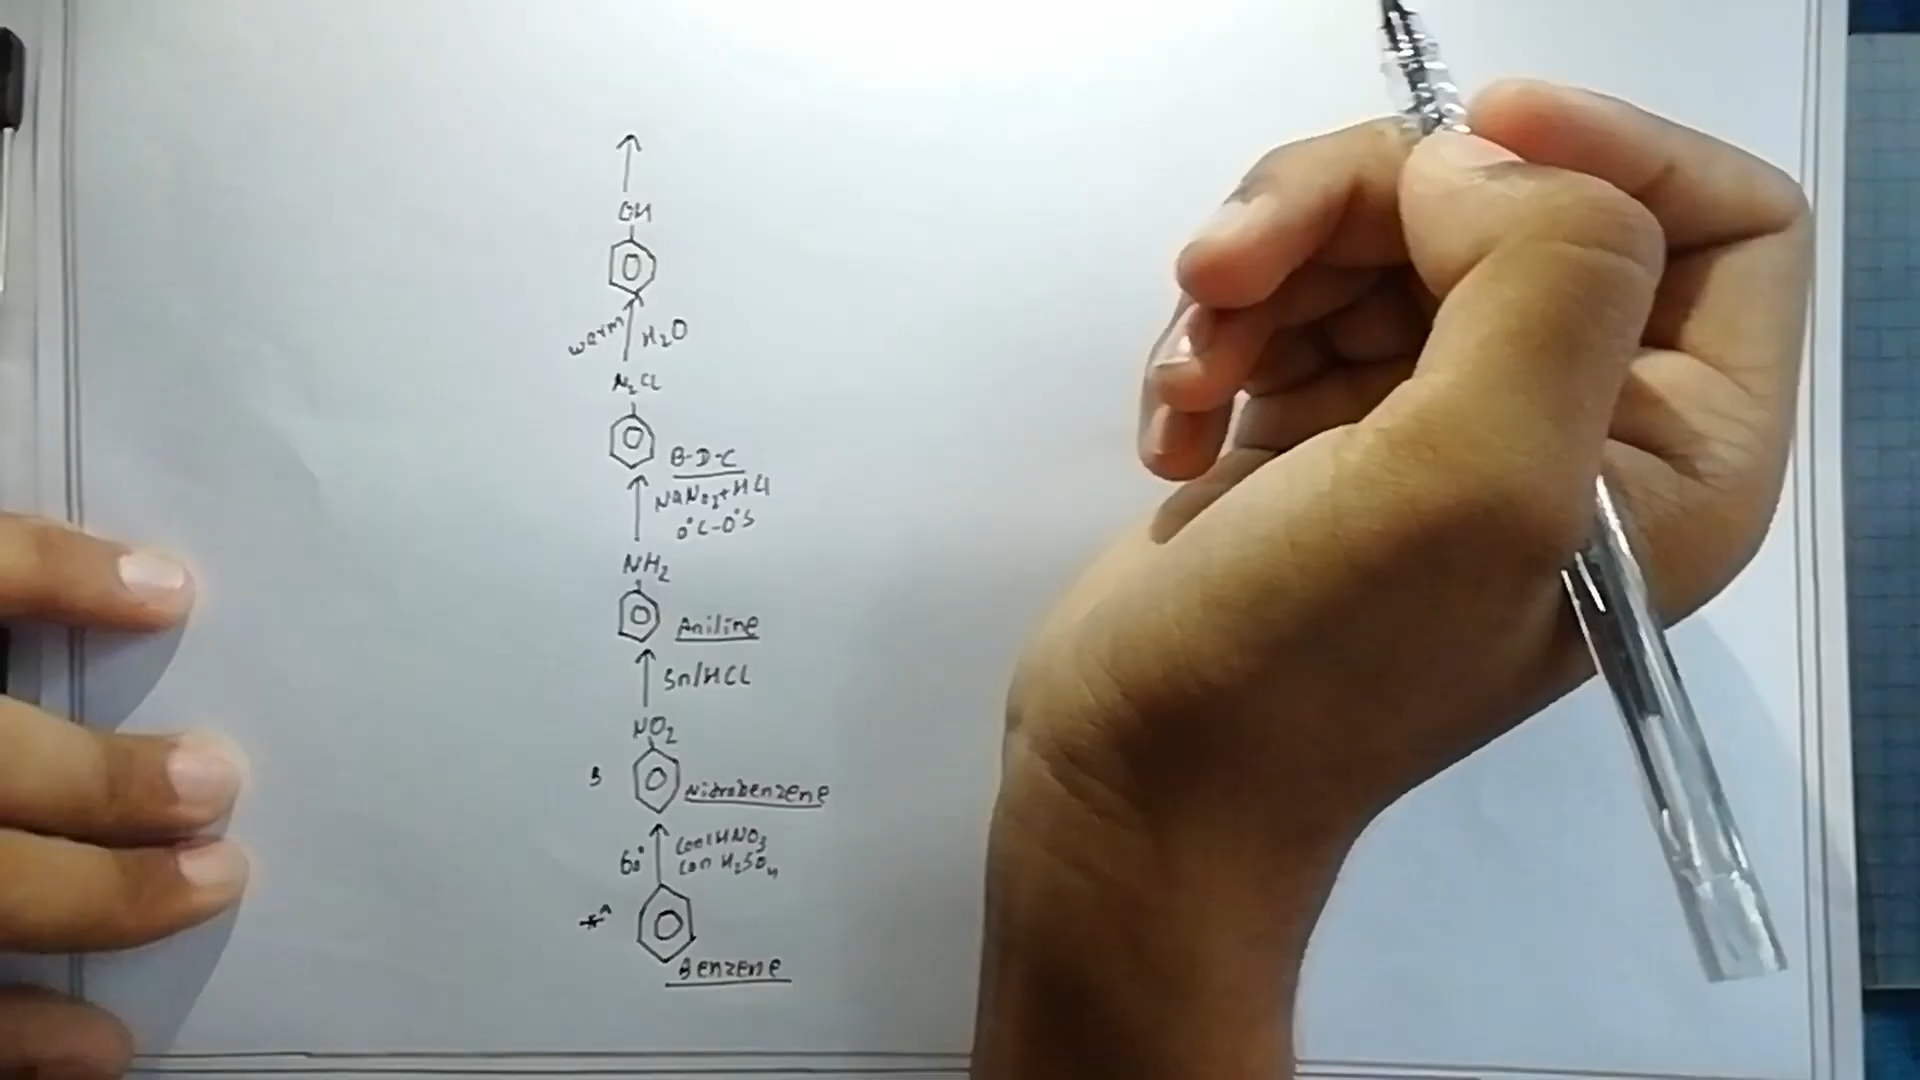 OH
warm H2O
N2Cl
B-D-C
NaNO2+HCl
0°C-0°5
NH2
Aniline
Sn/HCl
NO2
B
Nitrobenzene
60° Con HNO3
Con H2SO4
A
Benzene